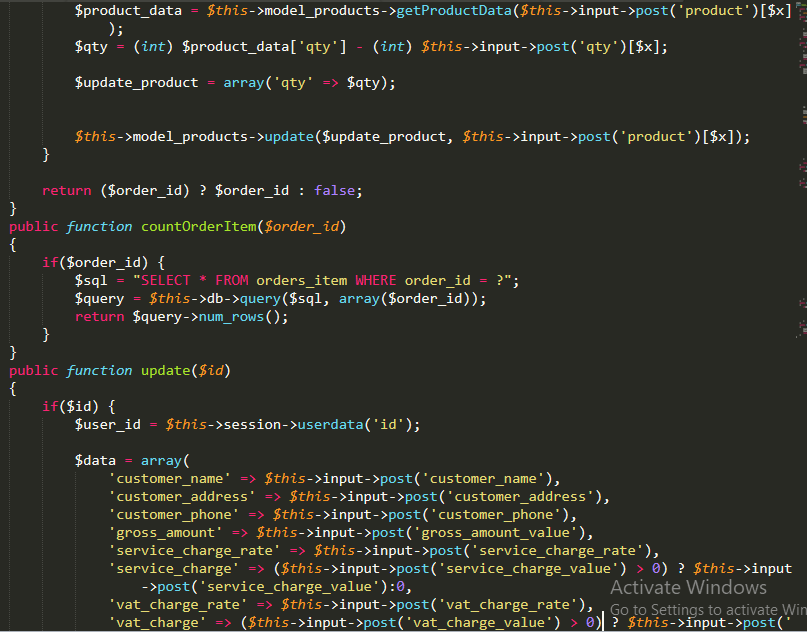 $product_data = $this->model_products->getProductData($this->input->post('product')[$x]
);
$qty = (int) $product_data['qty'] - (int) $this->input->post('qty')[$x];
$update_product = array('qty' => $qty);
$this->model_products->update($update_product, $this->input->post('product')[$x]);
}
return ($order_id) ? $order_id : false;
}
public function countOrderItem($order_id)
{
if($order_id) {
$sql = "SELECT * FROM orders_item WHERE order_id = ?";
$query = $this->db->query($sql, array($order_id));
return $query->num_rows();
}
}
public function update($id)
{
if($id) {
$user_id = $this->session->userdata('id');
$data = array(
'customer_name' => $this->input->post('customer_name'),
'customer_address' => $this->input->post('customer_address'),
'customer_phone' => $this->input->post('customer_phone'),
'gross_amount' => $this->input->post('gross_amount_value'),
'service_charge_rate' => $this->input->post('service_charge_rate'),
'service_charge' => ($this->input->post('service_charge_value') > 0) ? $this->input
->post('service_charge_value'):0,
'vat_charge_rate' => $this->input->post('vat_charge_rate'),
'vat_charge' => ($this->input->post('vat_charge_value') > 0) ? $this->input->post('
Activate Windows
Go to Settings to activate Win